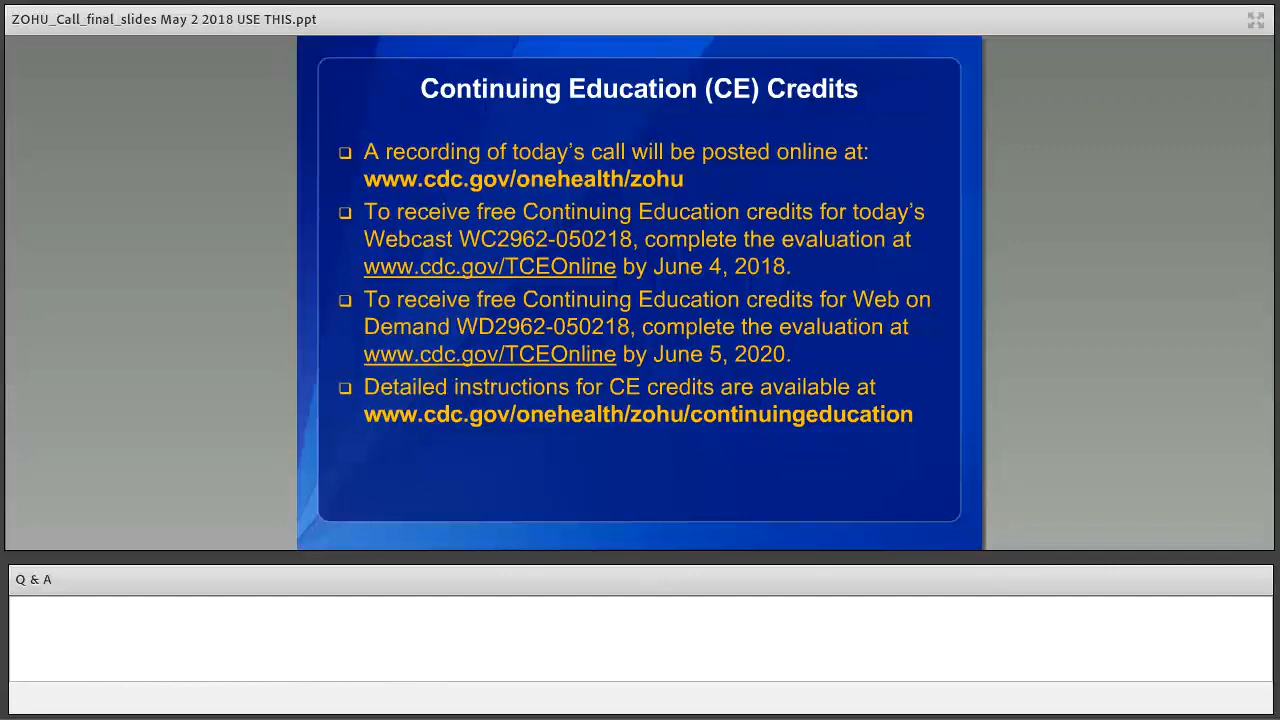 ZOHU_Call_final_slides May 2 2018 USE THIS.ppt
Continuing Education (CE) Credits
❑ A recording of today’s call will be posted online at:
www.cdc.gov/onehealth/zohu
❑ To receive free Continuing Education credits for today’s
Webcast WC2962-050218, complete the evaluation at
www.cdc.gov/TCEOnline by June 4, 2018.
❑ To receive free Continuing Education credits for Web on
Demand WD2962-050218, complete the evaluation at
www.cdc.gov/TCEOnline by June 5, 2020.
❑ Detailed instructions for CE credits are available at
www.cdc.gov/onehealth/zohu/continuingeducation
Q & A